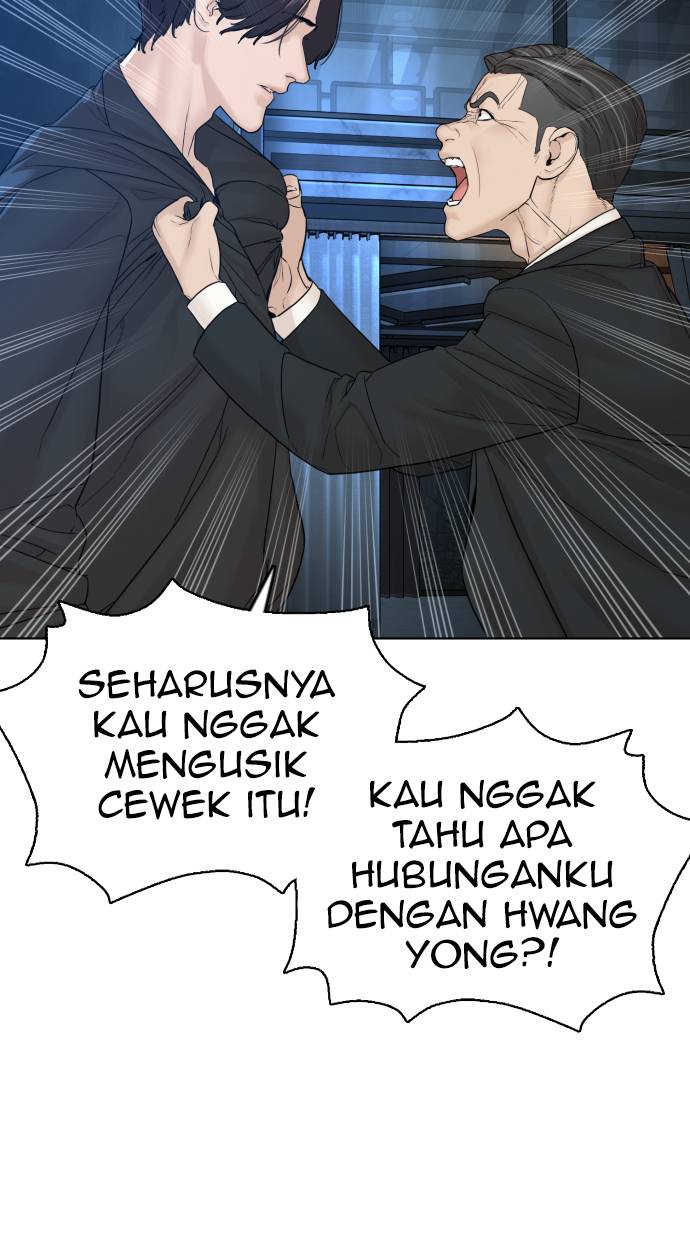 SEHARUSNYA
KAU NGGAK
MENGUSIK
CEWEK ITU!
KAU NGGAK
TAHU APA
HUBUNGANKU
DENGAN HWANG
YONG?!